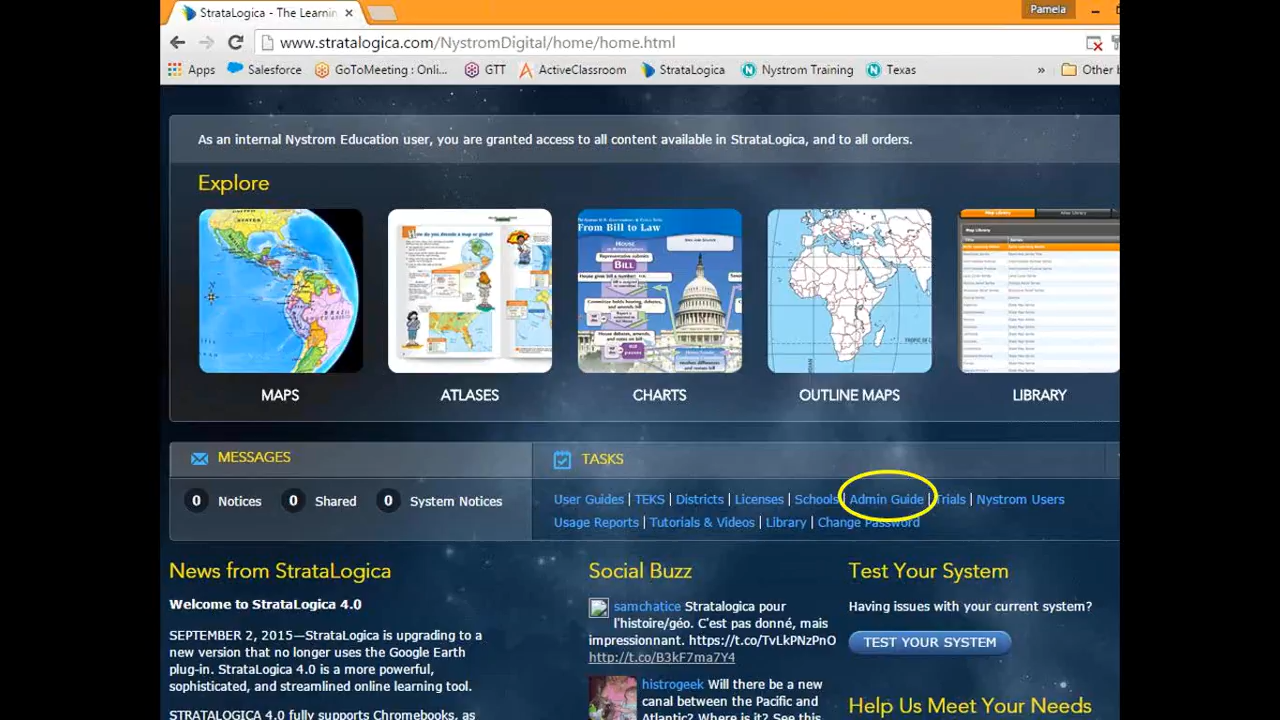 StrataLogica - The Learnin
Pamela
www.stratalogica.com/NystromDigital/home/home.html
Apps Salesforce GoToMeeting : Onli... GTT ActiveClassroom StrataLogica Nystrom Training Texas » Other b
As an internal Nystrom Education user, you are granted access to all content available in StrataLogica, and to all orders.
Explore
From Bill to Law
HOUSE
BILL
Map Library
MAPS ATLASES CHARTS OUTLINE MAPS LIBRARY
MESSAGES
0 Notices 0 Shared 0 System Notices
TASKS
User Guides | TEKS | Districts | Licenses | Schools | Admin Guide | Trials | Nystrom Users
Usage Reports | Tutorials & Videos | Library | Change Password
News from StrataLogica
Welcome to StrataLogica 4.0
SEPTEMBER 2, 2015—StrataLogica is upgrading to a
new version that no longer uses the Google Earth
plug-in. StrataLogica 4.0 is a more powerful,
sophisticated, and streamlined online learning tool.
STRATALOGICA 4.0 fully supports Chromebooks, as
Social Buzz
samchatice Stratalogica pour
l'histoire/géo. C'est pas donné, mais
impressionnant. https://t.co/TvLkPNzPnO
http://t.co/B3kF7ma7Y4
histrogeek Will there be a new
canal between the Pacific and
Atlantic? Where is it? See this
Test Your System
Having issues with your current system?
TEST YOUR SYSTEM
Help Us Meet Your Needs